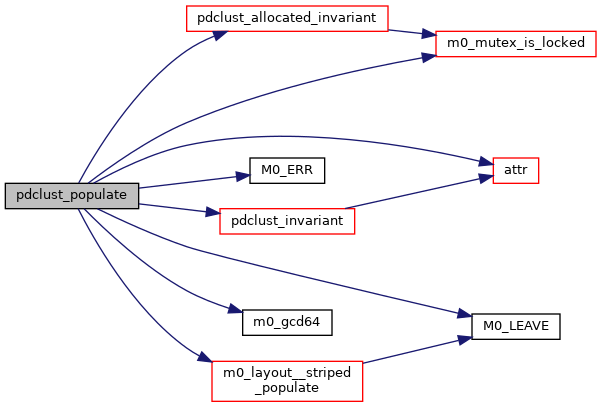 pdclust_allocated_invariant
m0_mutex_is_locked
M0_ERR
attr
pdclust_populate
pdclust_invariant
m0_gcd64
M0_LEAVE
m0_layout__striped
_populate